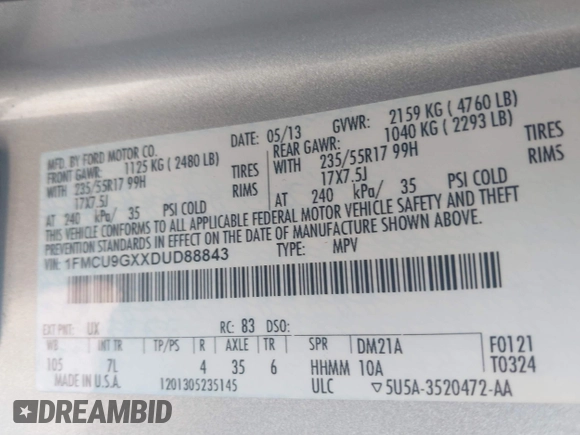 MFD. BY FORD MOTOR CO.
DATE: 05/13 GVWR: 2159 KG ( 4760 LB)
FRONT GAWR: 1125 KG ( 2480 LB) REAR GAWR: 1040 KG ( 2293 LB)
WITH 235/55R17 99H TIRES WITH 235/55R17 99H TIRES
17X7.5J RIMS 17X7.5J RIMS
AT 240 kPa/ 35 PSI COLD AT 240 kPa/ 35 PSI COLD
THIS VEHICLE CONFORMS TO ALL APPLICABLE FEDERAL MOTOR VEHICLE SAFETY AND THEFT
PREVENTION STANDARDS IN EFFECT ON THE DATE OF MANUFACTURE SHOWN ABOVE.
VIN: 1FMCU9GXXDUD88843 TYPE: MPV
EXT PNT: UX RC: 83 DSO:
WB INT TR TP/PS R AXLE TR SPR DM21A F0121
105 7L 4 35 6 HHMM 10A T0324
MADE IN U.S.A. 1201305235145 ULC ▽5U5A-3520472-AA
DREAMBID